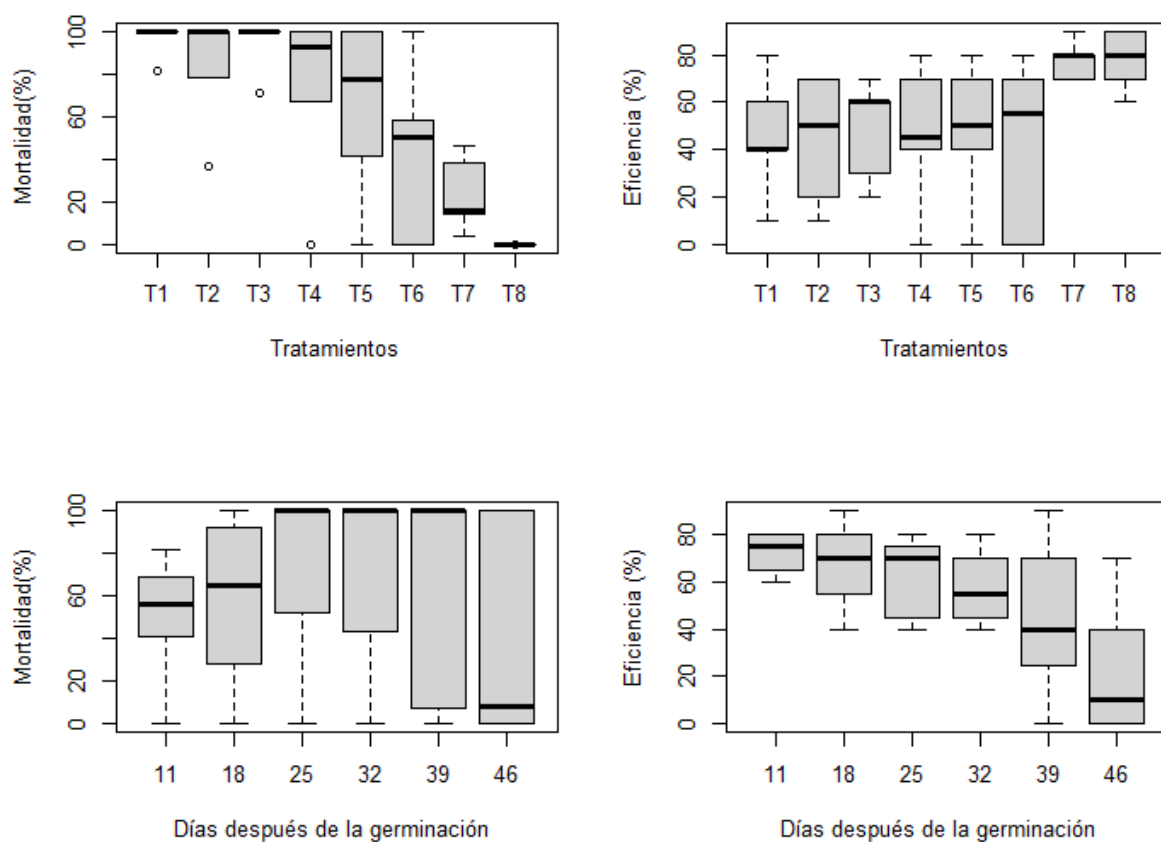 Mortalidad(%)
100
60
20
0
T1 T2 T3 T4 T5 T6 T7 T8
Tratamientos
Eficiencia (%)
80
60
40
20
0
T1 T2 T3 T4 T5 T6 T7 T8
Tratamientos
Mortalidad(%)
100
60
20
0
11 18 25 32 39 46
Días después de la germinación
Eficiencia (%)
80
60
40
20
0
11 18 25 32 39 46
Días después de la germinación